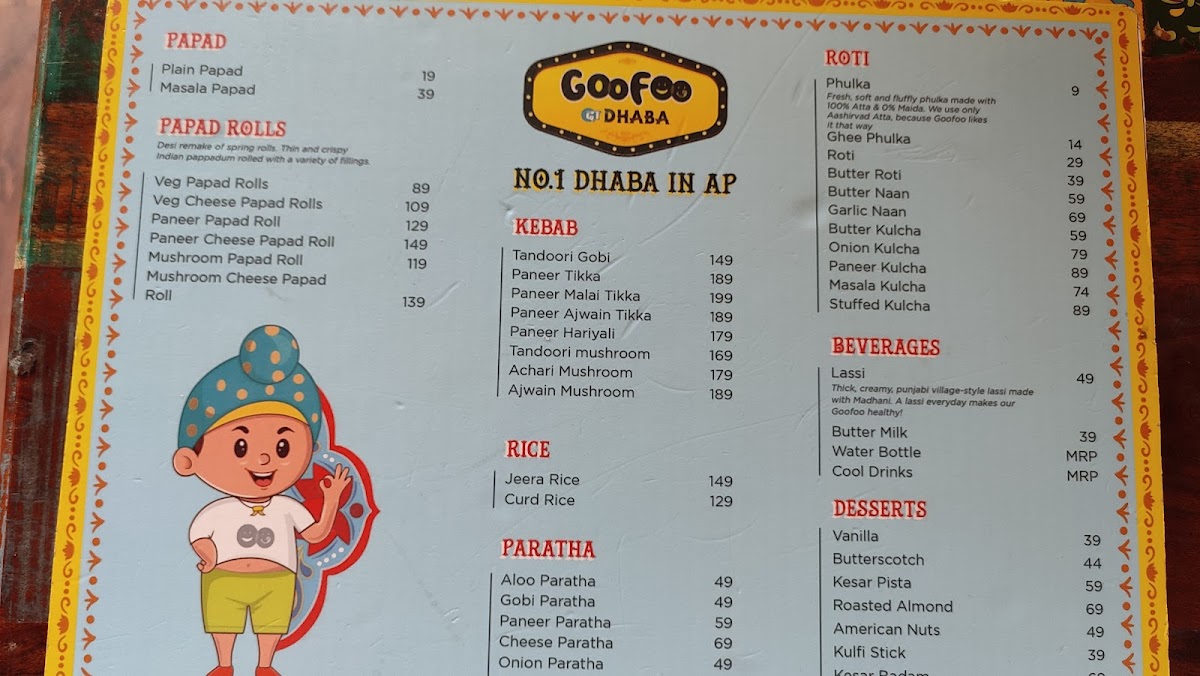 PAPAD
Plain Papad 19
Masala Papad 39
PAPAD ROLLS
Desi remake of spring rolls. Thin and crispy
Indian pappadum rolled with a variety of fillings.
Veg Papad Rolls 89
Veg Cheese Papad Rolls 109
Paneer Papad Roll 129
Paneer Cheese Papad Roll 149
Mushroom Papad Roll 119
Mushroom Cheese Papad
Roll 139
GOOFOO
DHABA
NO.1 DHABA IN AP
KEBAB
Tandoori Gobi 149
Paneer Tikka 189
Paneer Malai Tikka 199
Paneer Ajwain Tikka 189
Paneer Hariyali 179
Tandoori mushroom 169
Achari Mushroom 179
Ajwain Mushroom 189
RICE
Jeera Rice 149
Curd Rice 129
PARATHA
Aloo Paratha 49
Gobi Paratha 49
Paneer Paratha 59
Cheese Paratha 69
Onion Paratha 49
ROTI
Phulka 9
Fresh, soft and fluffly phulka made with
100% Atta & 0% Maida. We use only
Aashirvad Atta, because Goofoo likes
it that way
Ghee Phulka 14
Roti 29
Butter Roti 39
Butter Naan 59
Garlic Naan 69
Butter Kulcha 59
Onion Kulcha 79
Paneer Kulcha 89
Masala Kulcha 74
Stuffed Kulcha 89
BEVERAGES
Lassi 49
Thick, creamy, punjabi village-style lassi made
with Madhani. A lassi everyday makes our
Goofoo healthy!
Butter Milk 39
Water Bottle MRP
Cool Drinks MRP
DESSERTS
Vanilla 39
Butterscotch 44
Kesar Pista 59
Roasted Almond 69
American Nuts 49
Kulfi Stick 39
Kesar Badam